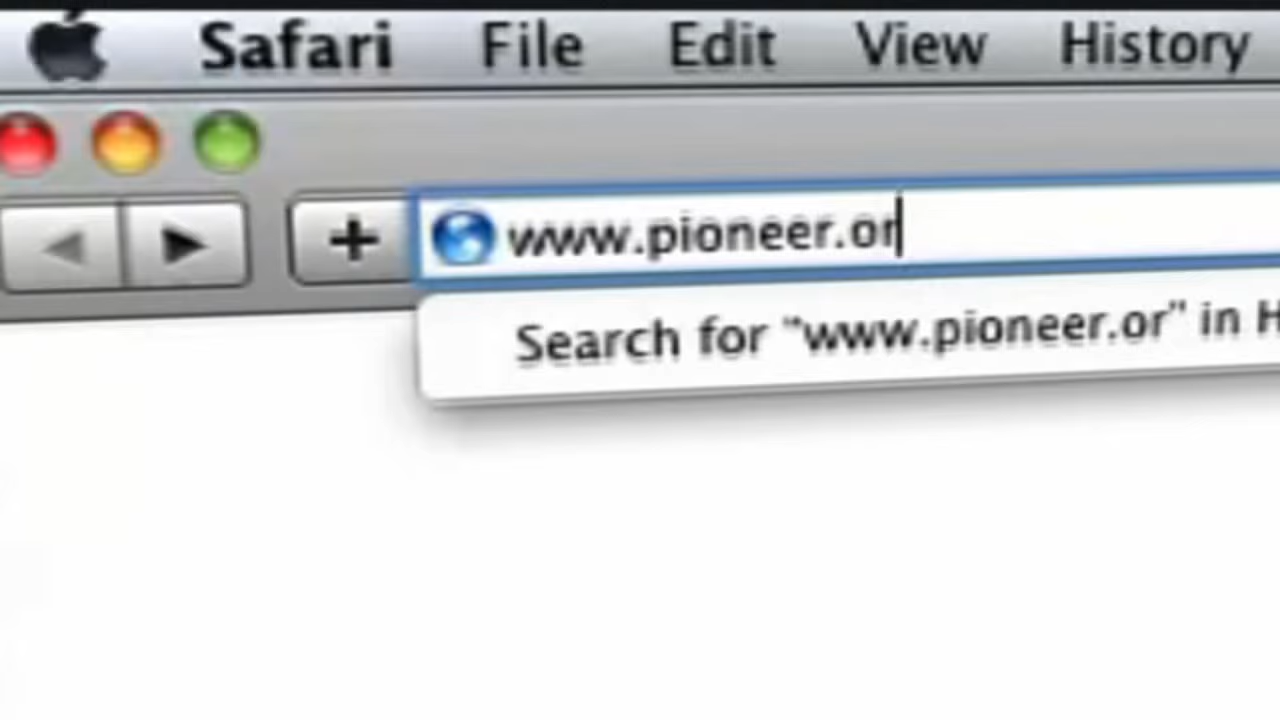 Safari File Edit View History
www.pioneer.or
Search for "www.pioneer.or" in